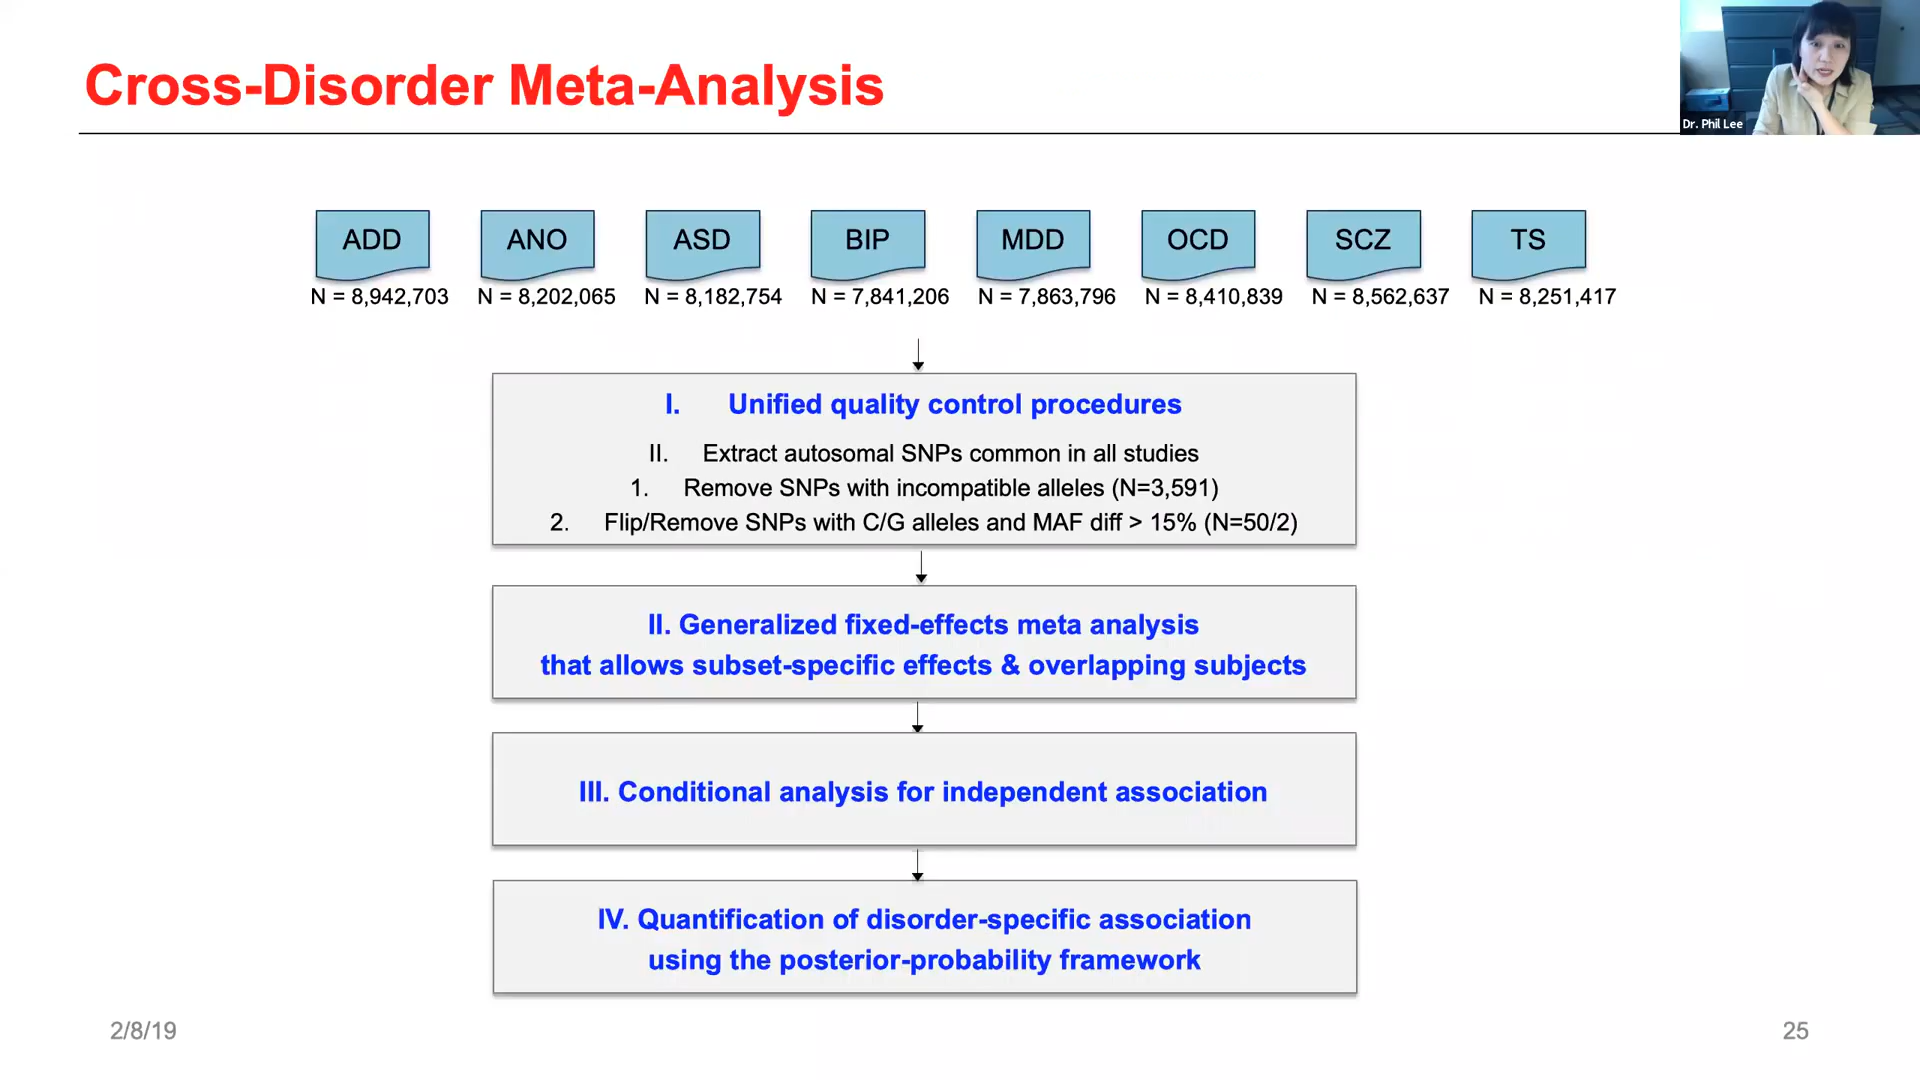 Cross-Disorder Meta-Analysis
Dr. Phil Lee
ADD ANO ASD BIP MDD OCD SCZ TS
N = 8,942,703 N = 8,202,065 N = 8,182,754 N = 7,841,206 N = 7,863,796 N = 8,410,839 N = 8,562,637 N = 8,251,417
I. Unified quality control procedures
II. Extract autosomal SNPs common in all studies
1. Remove SNPs with incompatible alleles (N=3,591)
2. Flip/Remove SNPs with C/G alleles and MAF diff > 15% (N=50/2)
II. Generalized fixed-effects meta analysis
that allows subset-specific effects & overlapping subjects
III. Conditional analysis for independent association
IV. Quantification of disorder-specific association
using the posterior-probability framework
2/8/19
25